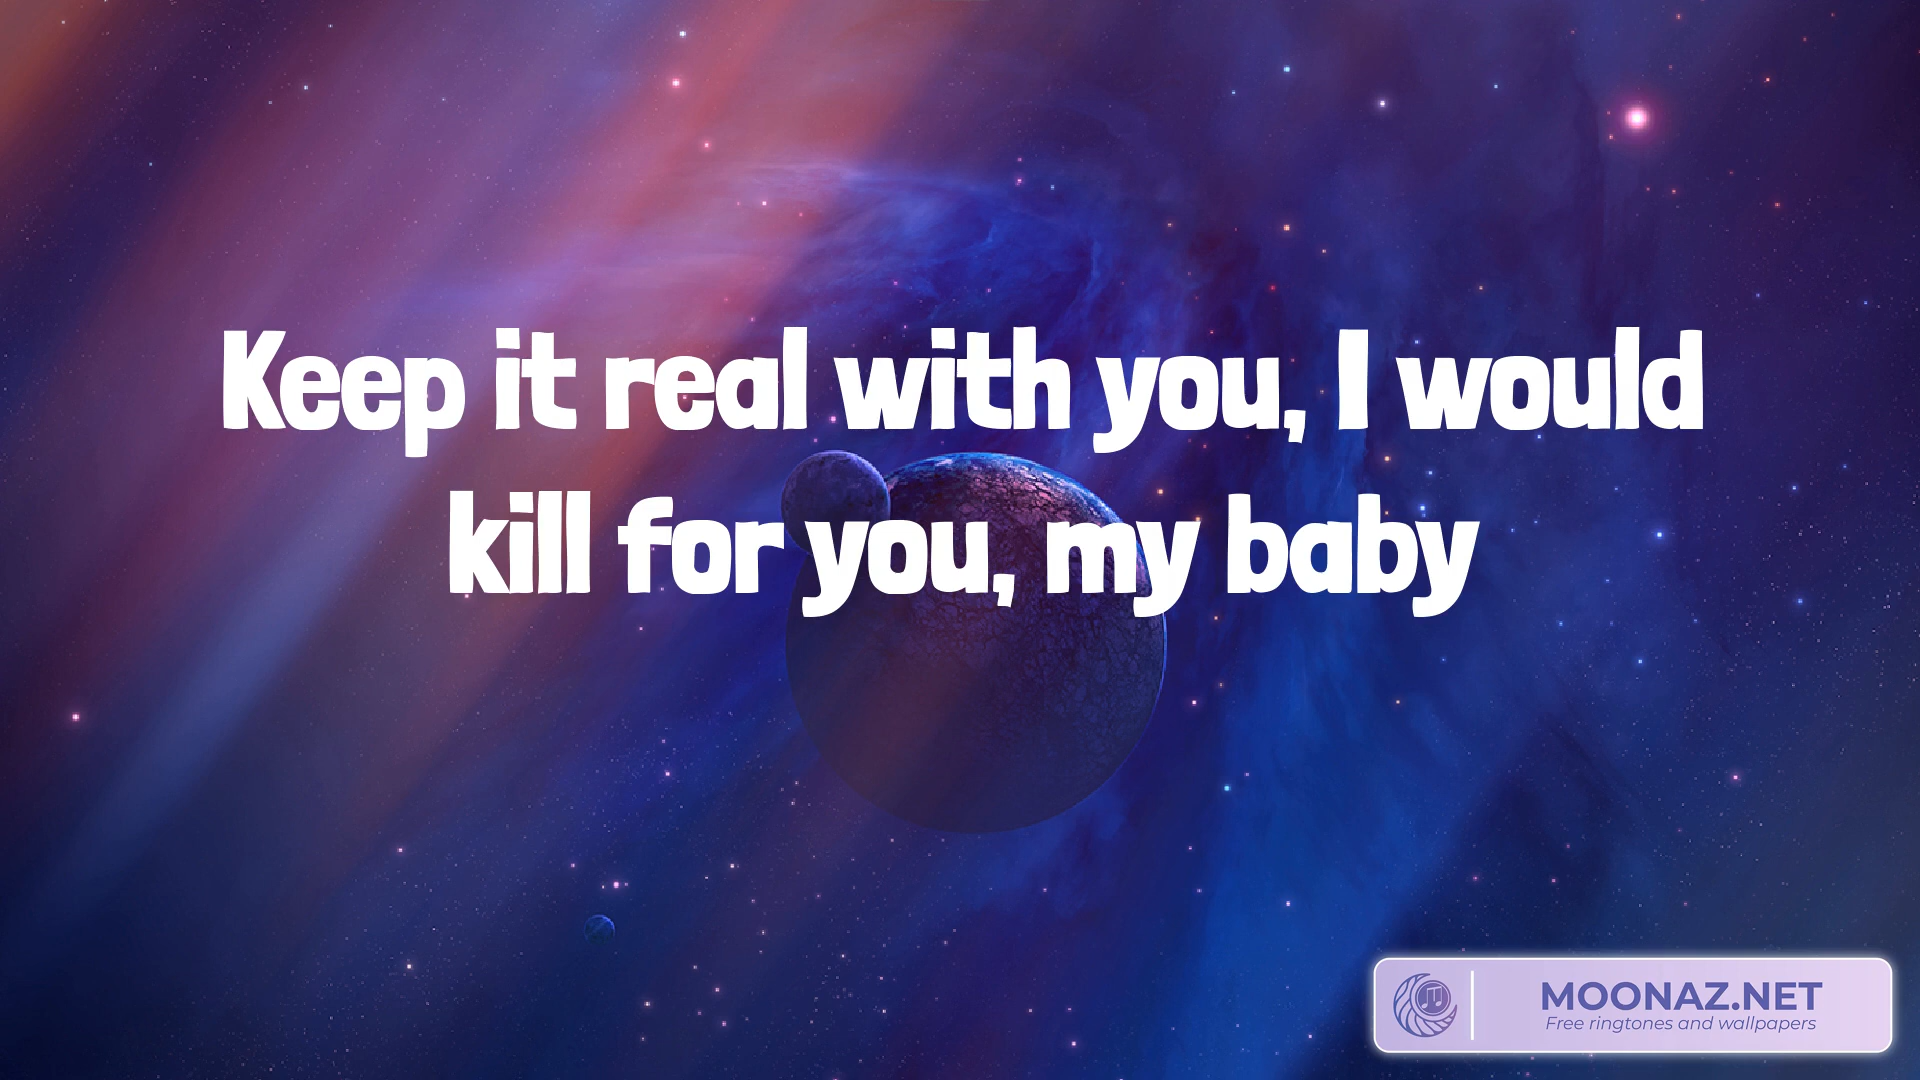 Keep it real with you, I would
kill for you, my baby
MOONAZ.NET
Free ringtones and wallpapers